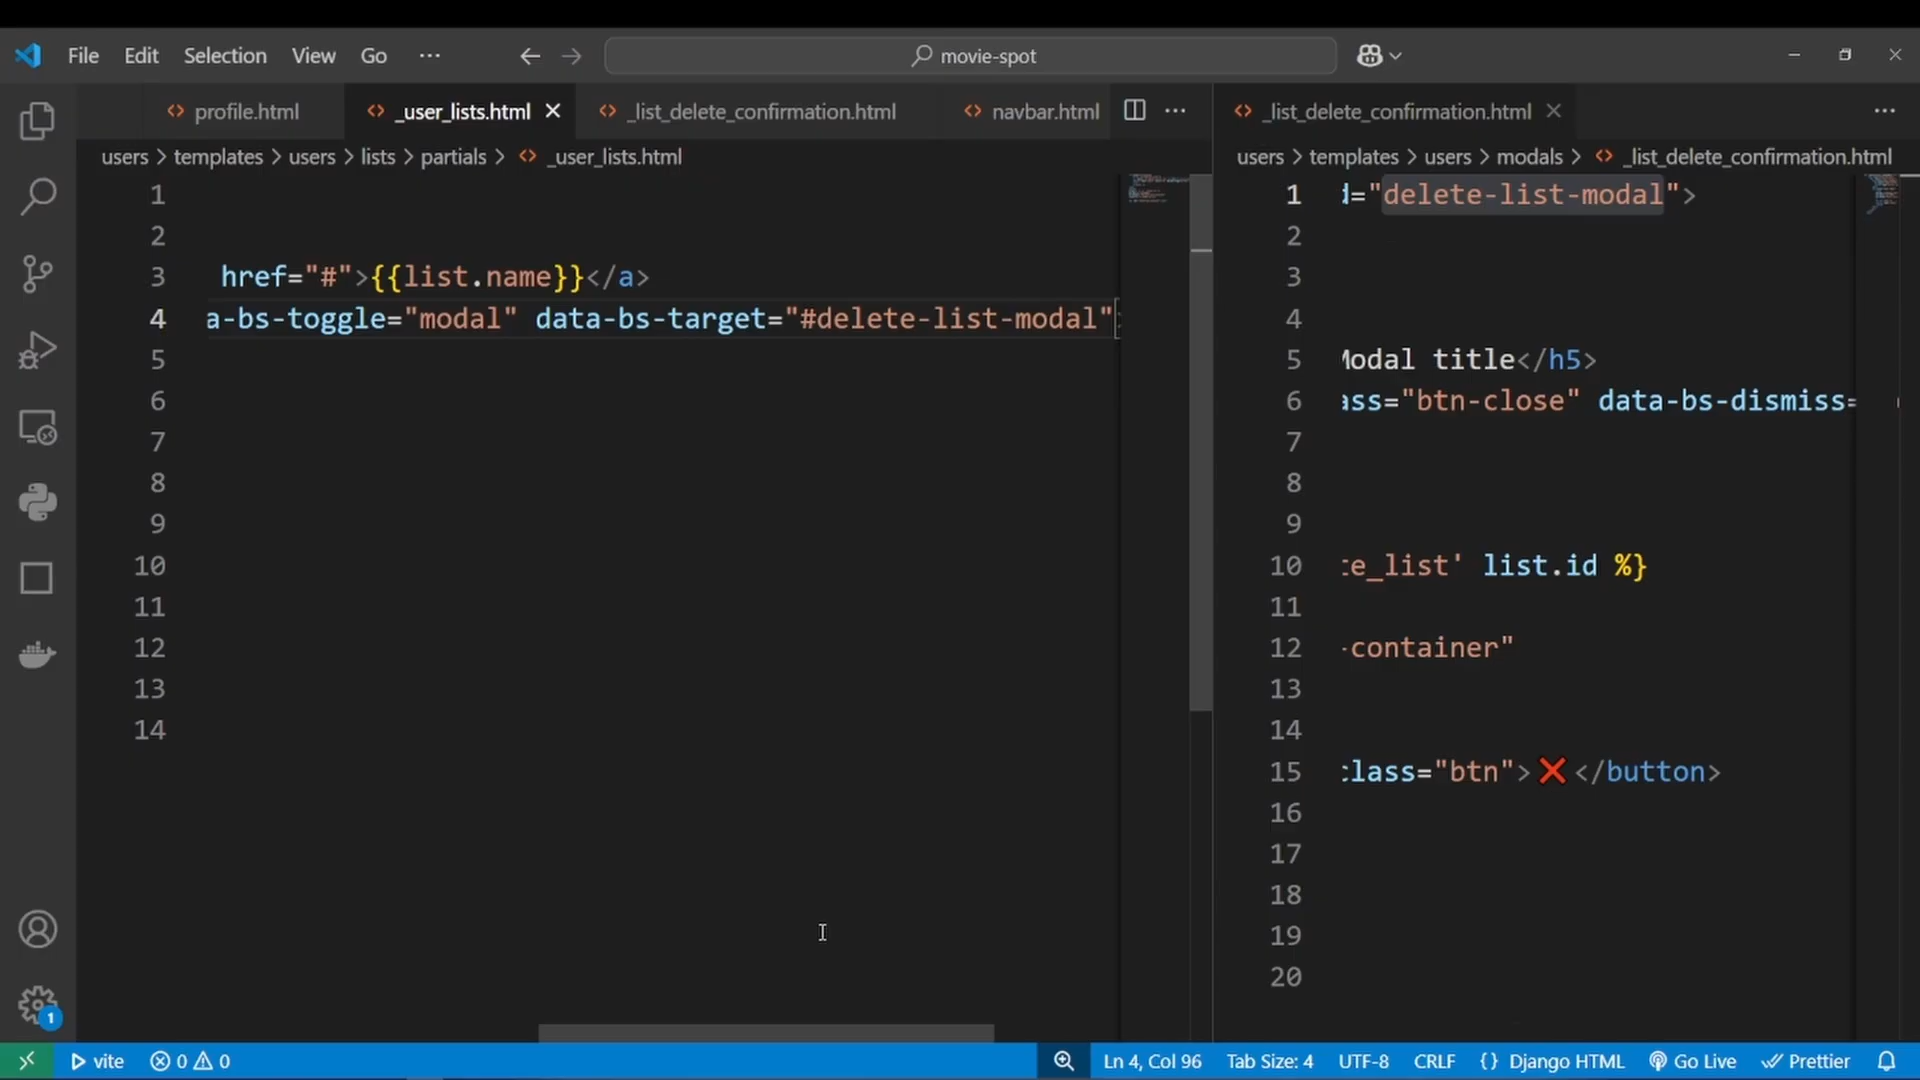 File Edit Selection View Go ··· movie-spot
profile.html _user_lists.html _list_delete_confirmation.html navbar.html ···
users > templates > users > lists > partials > _user_lists.html
1
2
3 href="#">{{list.name}}</a>
4 a-bs-toggle="modal" data-bs-target="#delete-list-modal"
5
6
7
8
9
10
11
12
13
14
_list_delete_confirmation.html ···
users > templates > users > modals > _list_delete_confirmation.html
1 d="delete-list-modal">
2
3
4
5 Modal title</h5>
6 ass="btn-close" data-bs-dismiss=
7
8
9
10 te_list' list.id %}
11
12 -container"
13
14
15 class="btn">❌</button>
16
17
18
19
20
1
vite 0 0 Ln 4, Col 96 Tab Size: 4 UTF-8 CRLF {} Django HTML Go Live Prettier